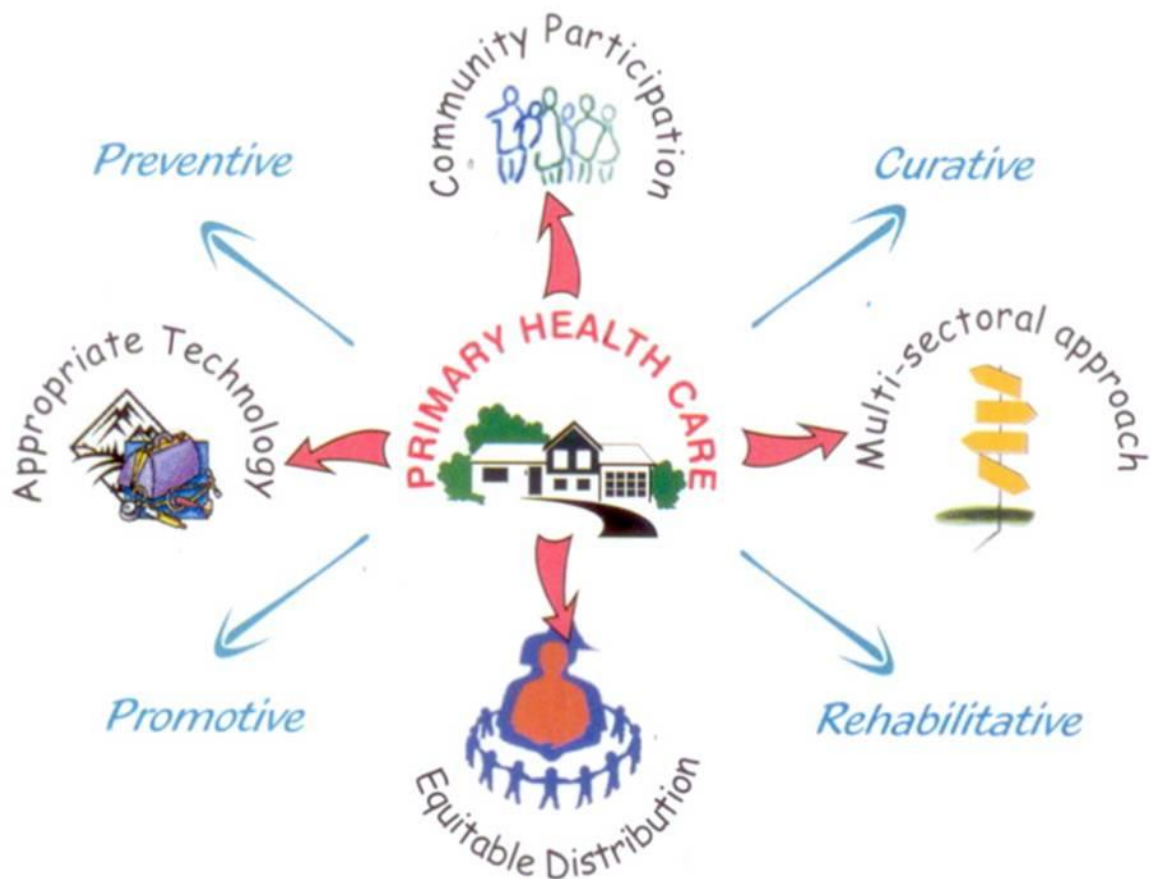 Community Participation
Preventive
Curative
Appropriate Technology
PRIMARY HEALTH CARE
Multi-sectoral approach
Promotive
Rehabilitative
Equitable Distribution